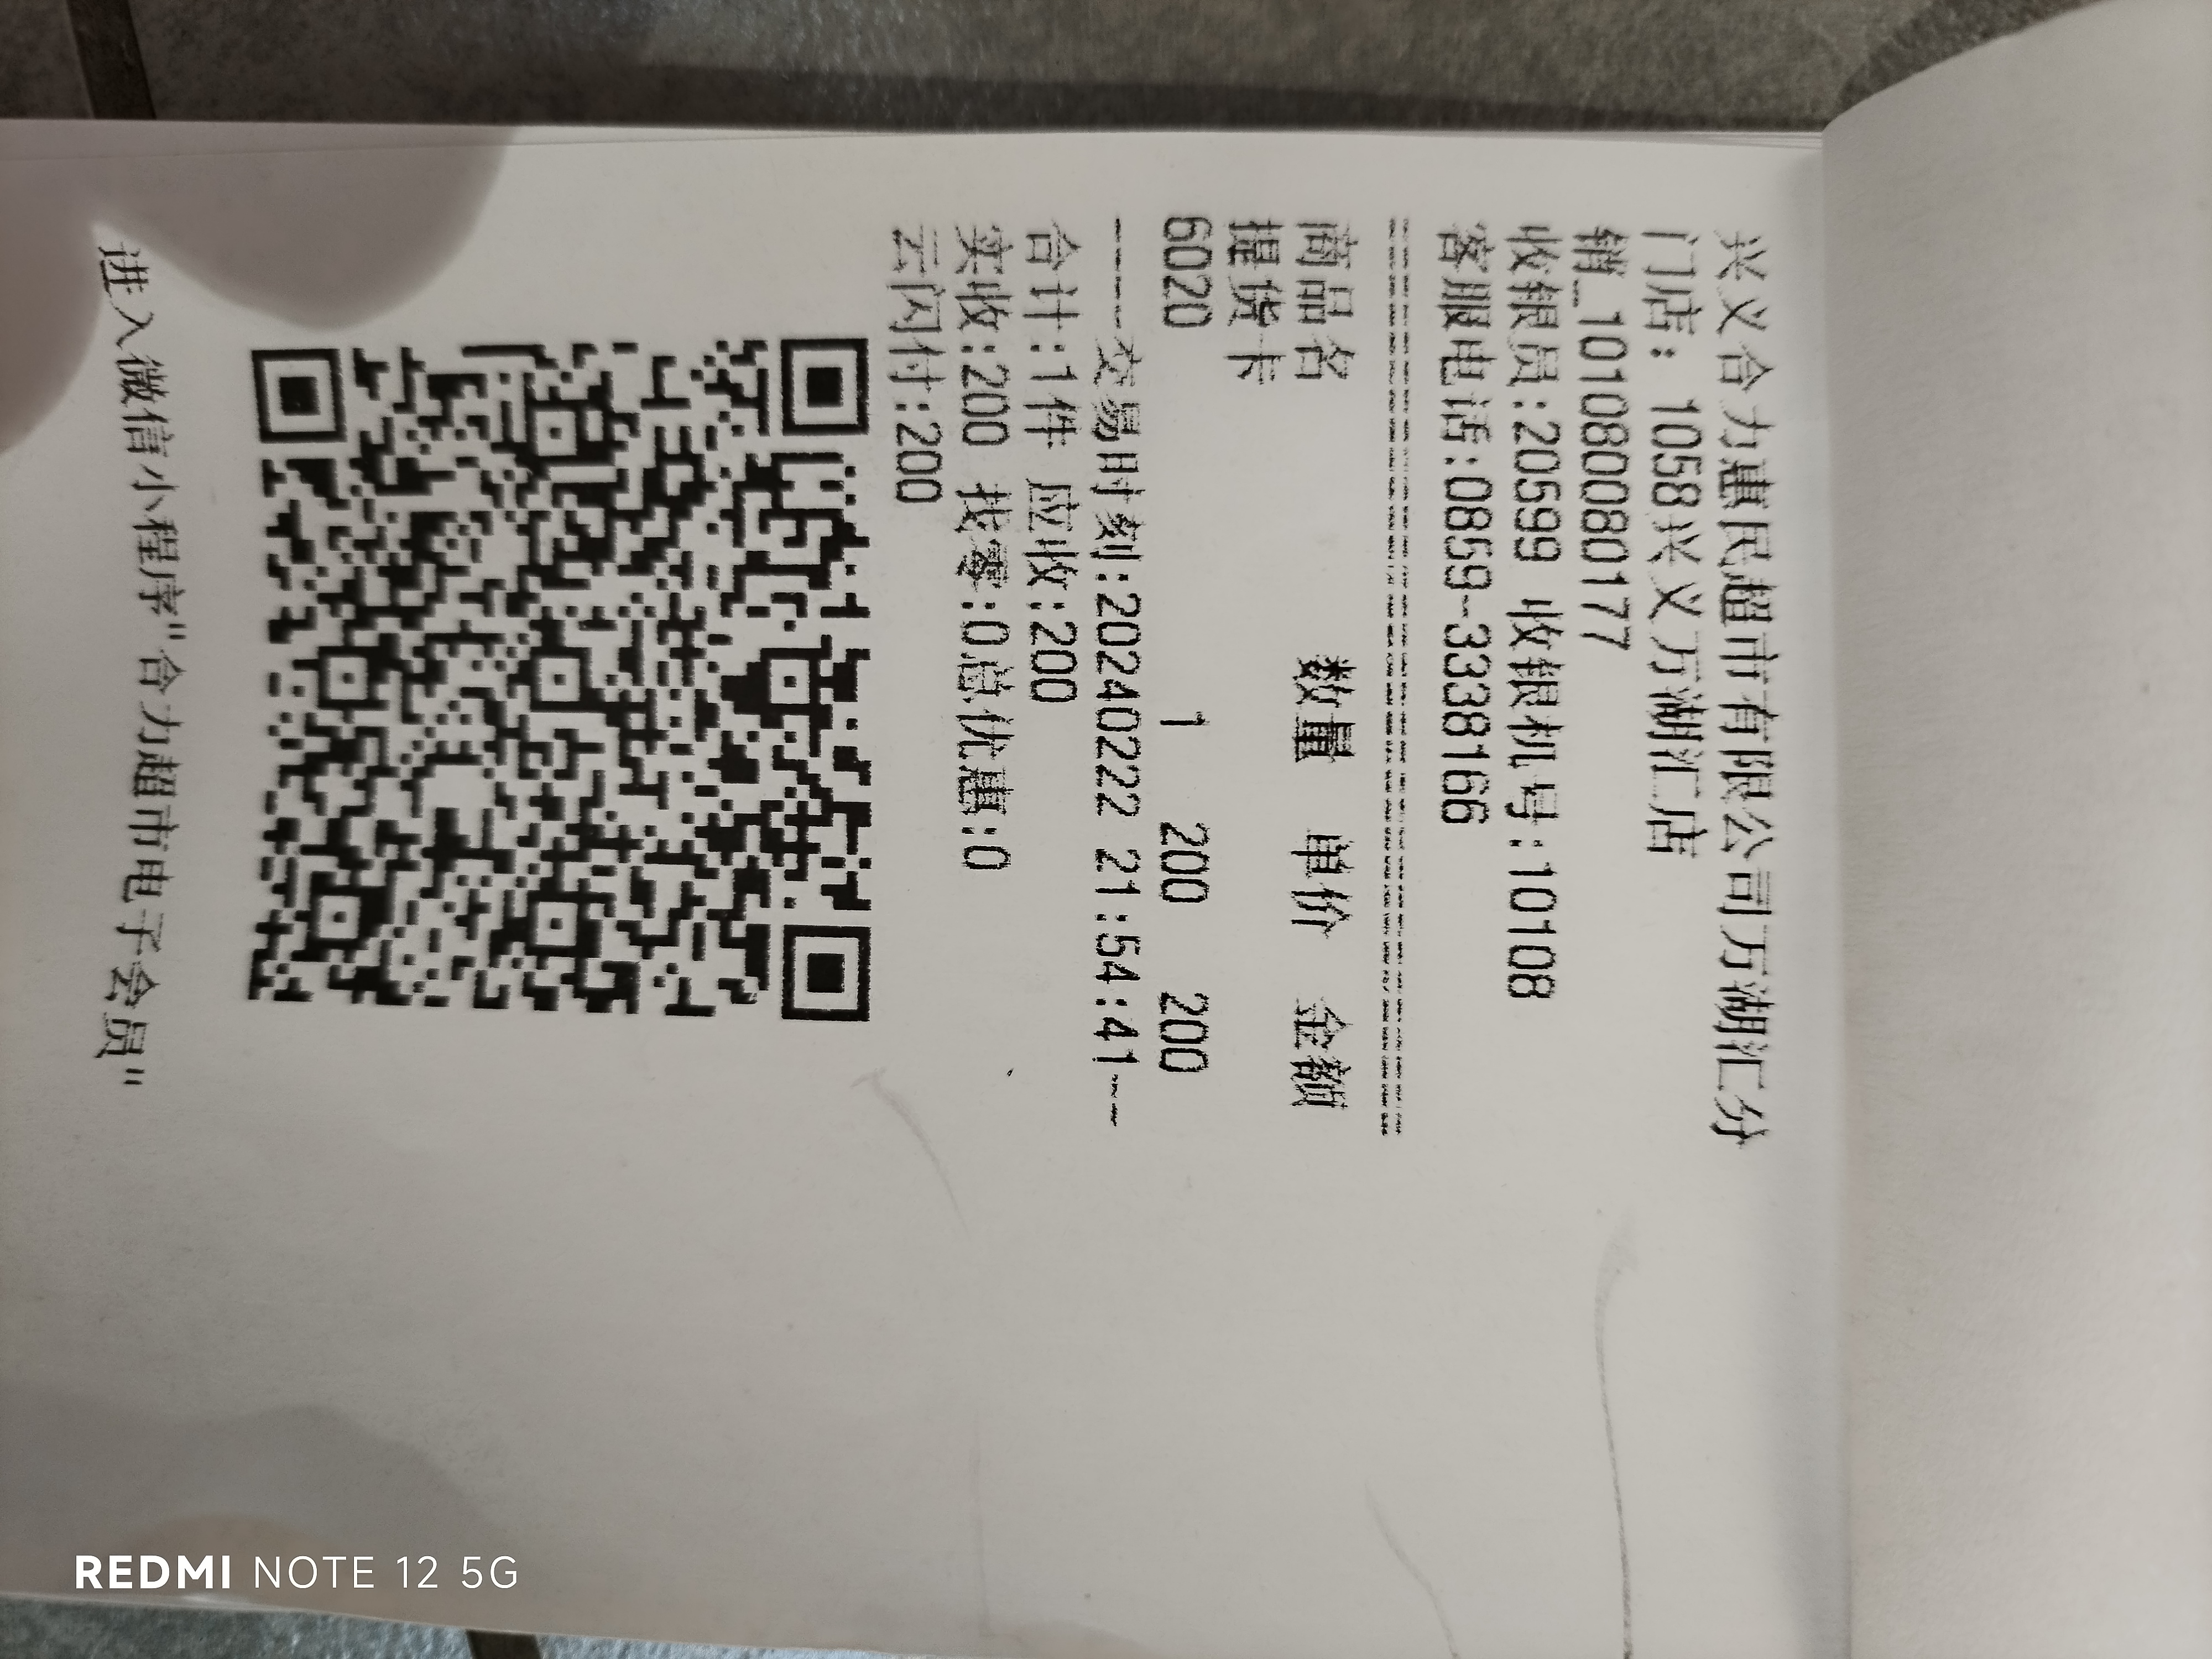 兴义合力惠民超市有限公司万湖汇分
门店：1058兴义万湖汇店
销_101080080177
收银员:20599 收银机号:10108
客服电话:0859-3338166
================================
商品名 数量 单价 金额
提货卡
6020 1 200 200
----交易时刻:20240222 21:54:41---
合计:1件 应收:200
实收:200 找零:0总优惠:0
云闪付:200
进入微信小程序"合力超市电子会员"
REDMI NOTE 12 5G